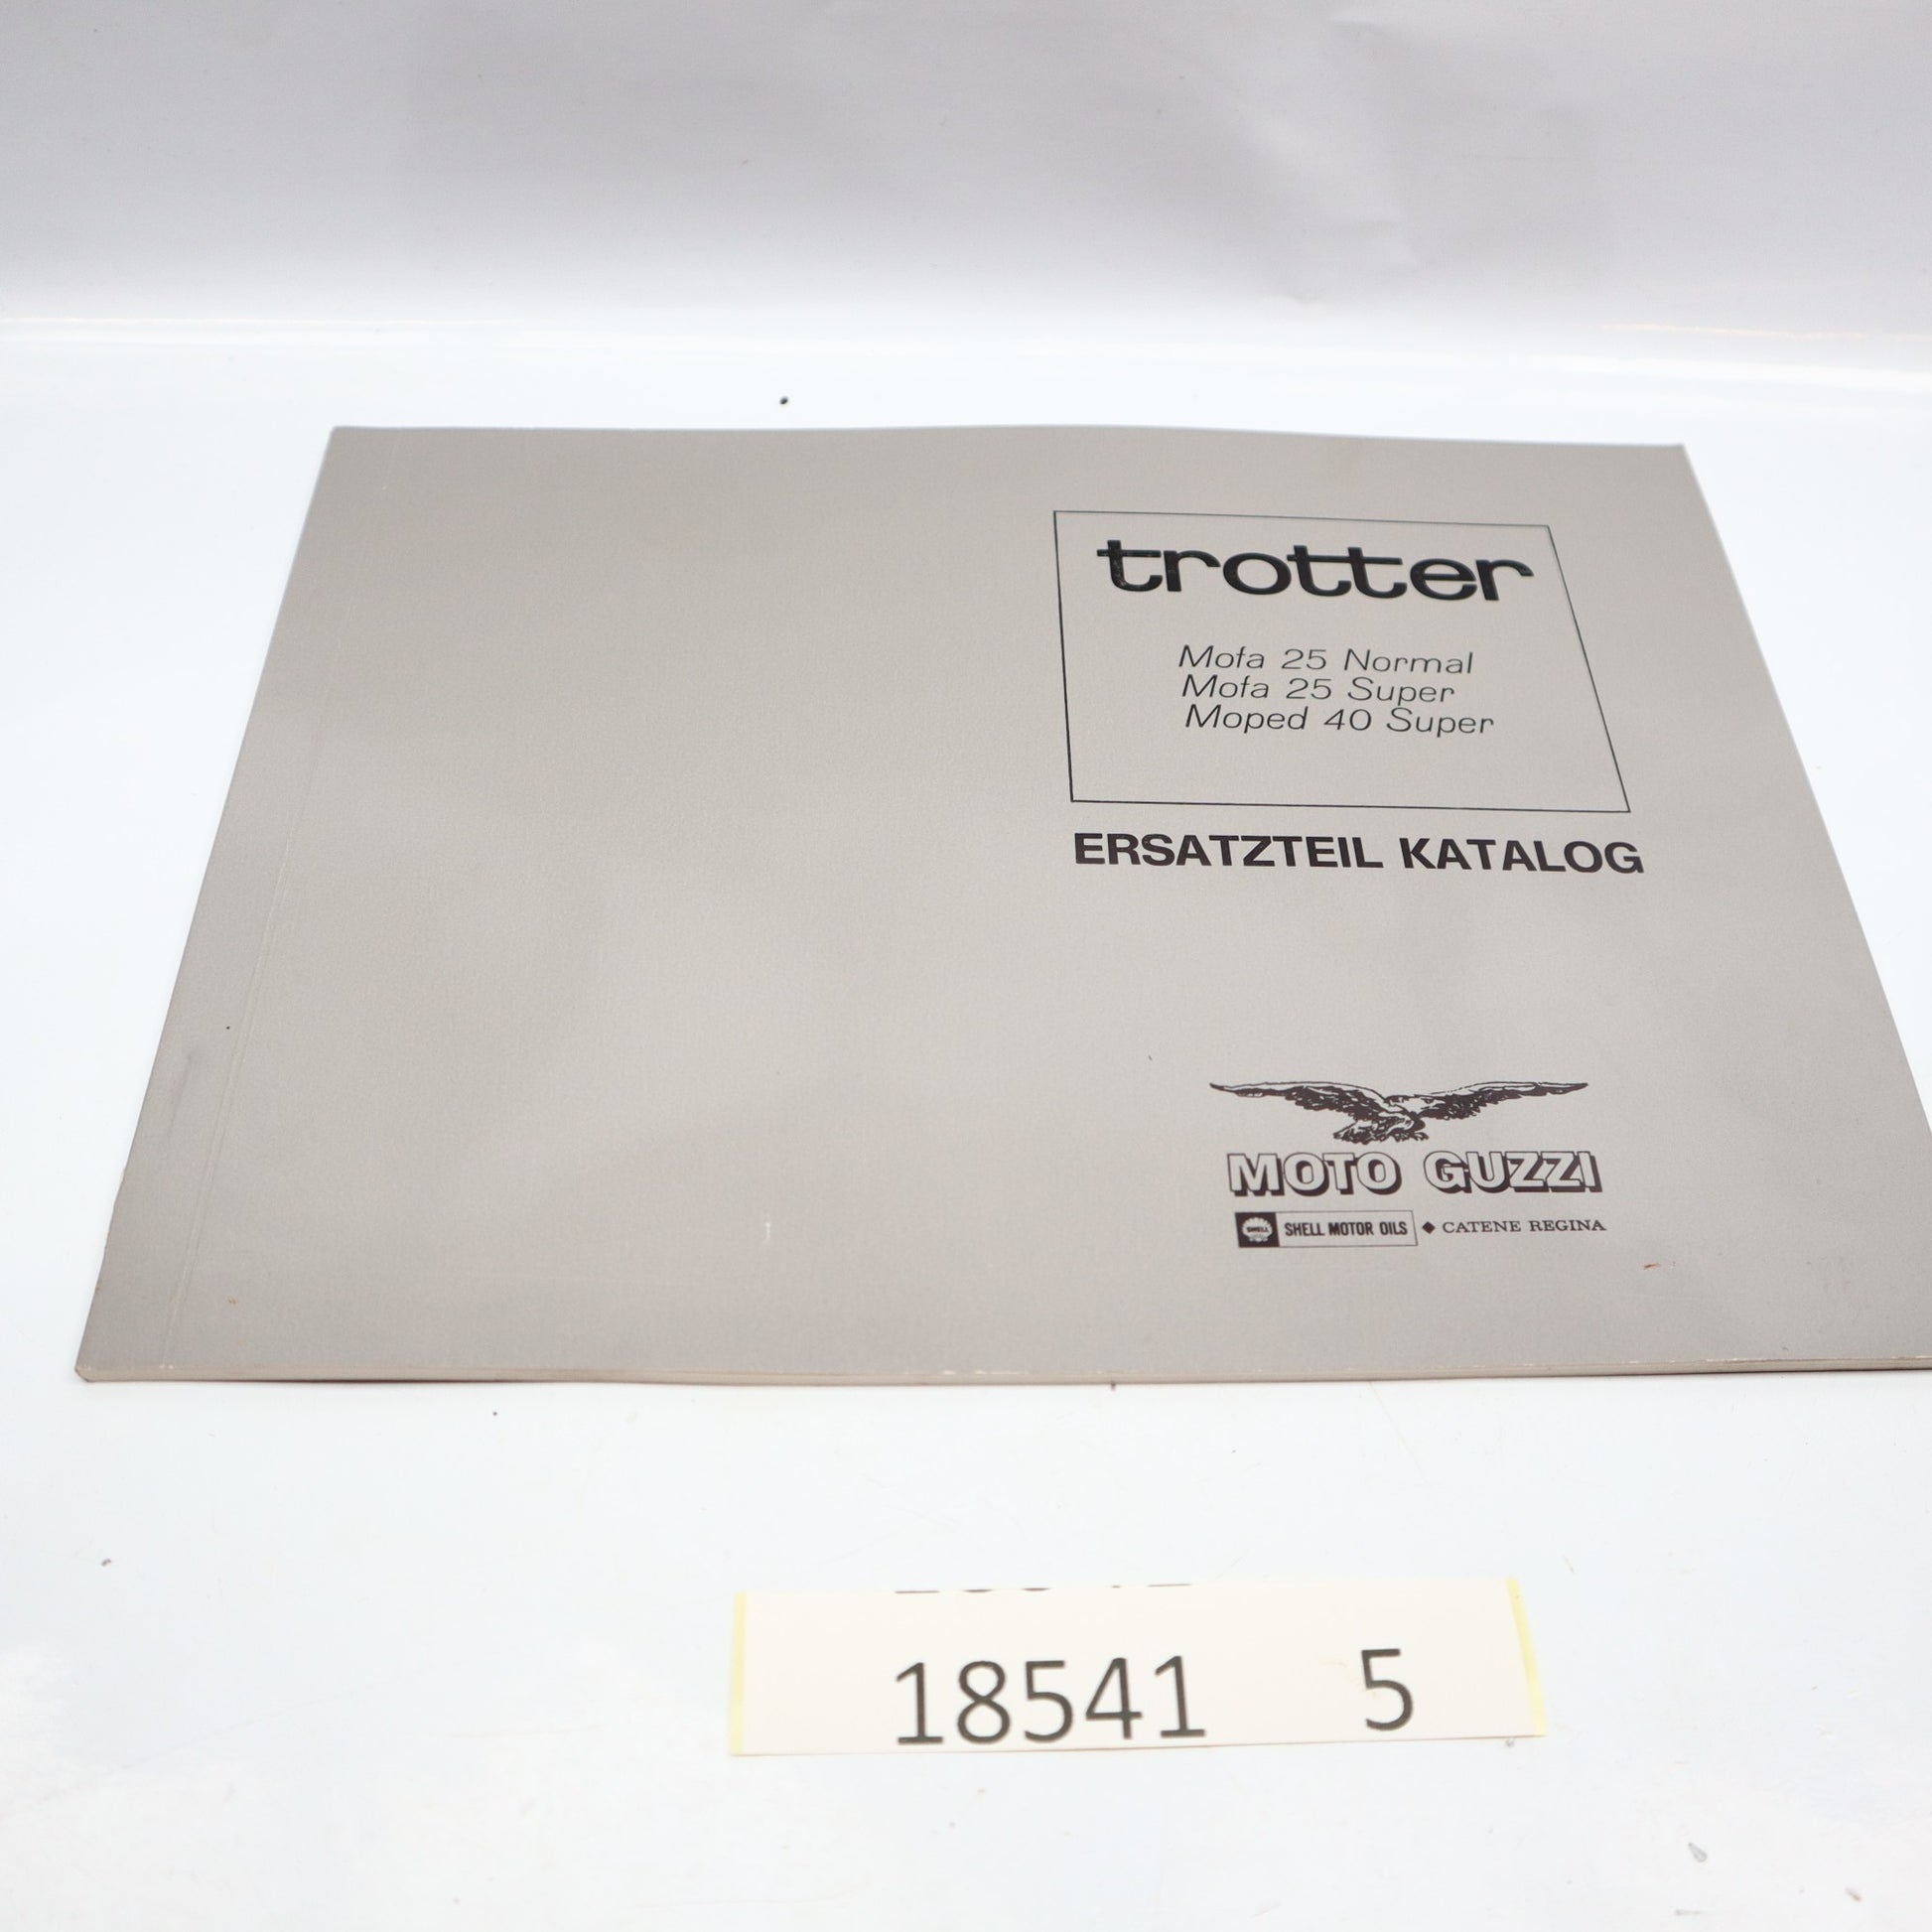 trotter
Mofa 25 Normal
Mofa 25 Super
Moped 40 Super
ERSATZTEIL KATALOG
MOTO GUZZI
SHELL SHELL MOTOR OILS ◆ CATENE REGINA
18541 5